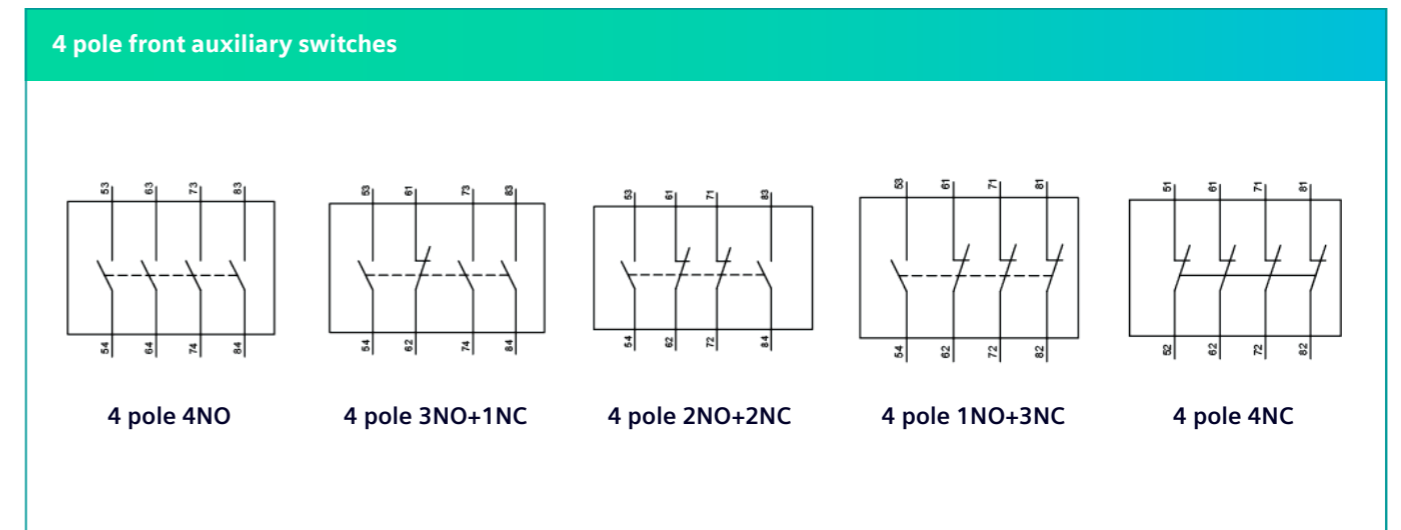 4 pole front auxiliary switches
53 63 73 83
54 64 74 84
4 pole 4NO
53 61 73 83
54 62 74 84
4 pole 3NO+1NC
53 61 71 83
54 62 72 84
4 pole 2NO+2NC
53 61 71 81
54 62 72 82
4 pole 1NO+3NC
51 61 71 81
52 62 72 82
4 pole 4NC